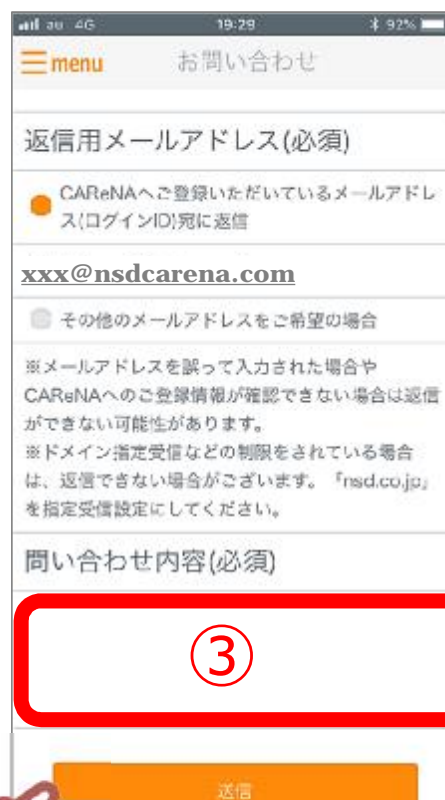 au 4G 19:29 92%
menu お問い合わせ
返信用メールアドレス(必須)
CAReNAへご登録いただいているメールアドレ
ス(ログインID)宛に返信
xxx@nsdcarena.com
その他のメールアドレスをご希望の場合
※メールアドレスを誤って入力された場合や
CAReNAへのご登録情報が確認できない場合は返信
ができない可能性があります。
※ドメイン指定受信などの制限をされている場合
は、返信できない場合がございます。「nsd.co.jp」
を指定受信設定にしてください。
問い合わせ内容(必須)
③
送信